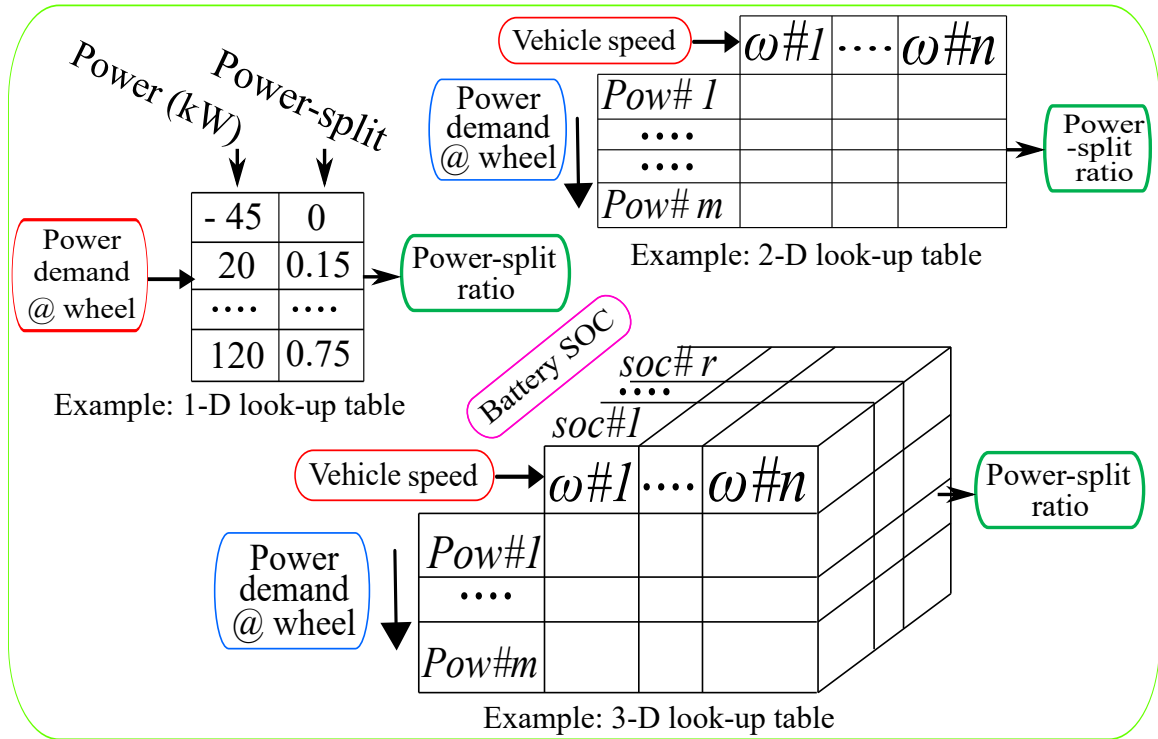 Power (kW)
Power-split
Power
demand
@ wheel
- 45 0
20 0.15
.... ....
120 0.75
Power-split
ratio
Example: 1-D look-up table
Vehicle speed
ω#1 .... ω#n
Power
demand
@ wheel
Pow# 1
....
....
Pow# m
Power
-split
ratio
Example: 2-D look-up table
Battery SOC
soc# r
....
soc#1
Vehicle speed
ω#1 .... ω#n
Power
demand
@ wheel
Pow#1
....
Pow#m
Power-split
ratio
Example: 3-D look-up table